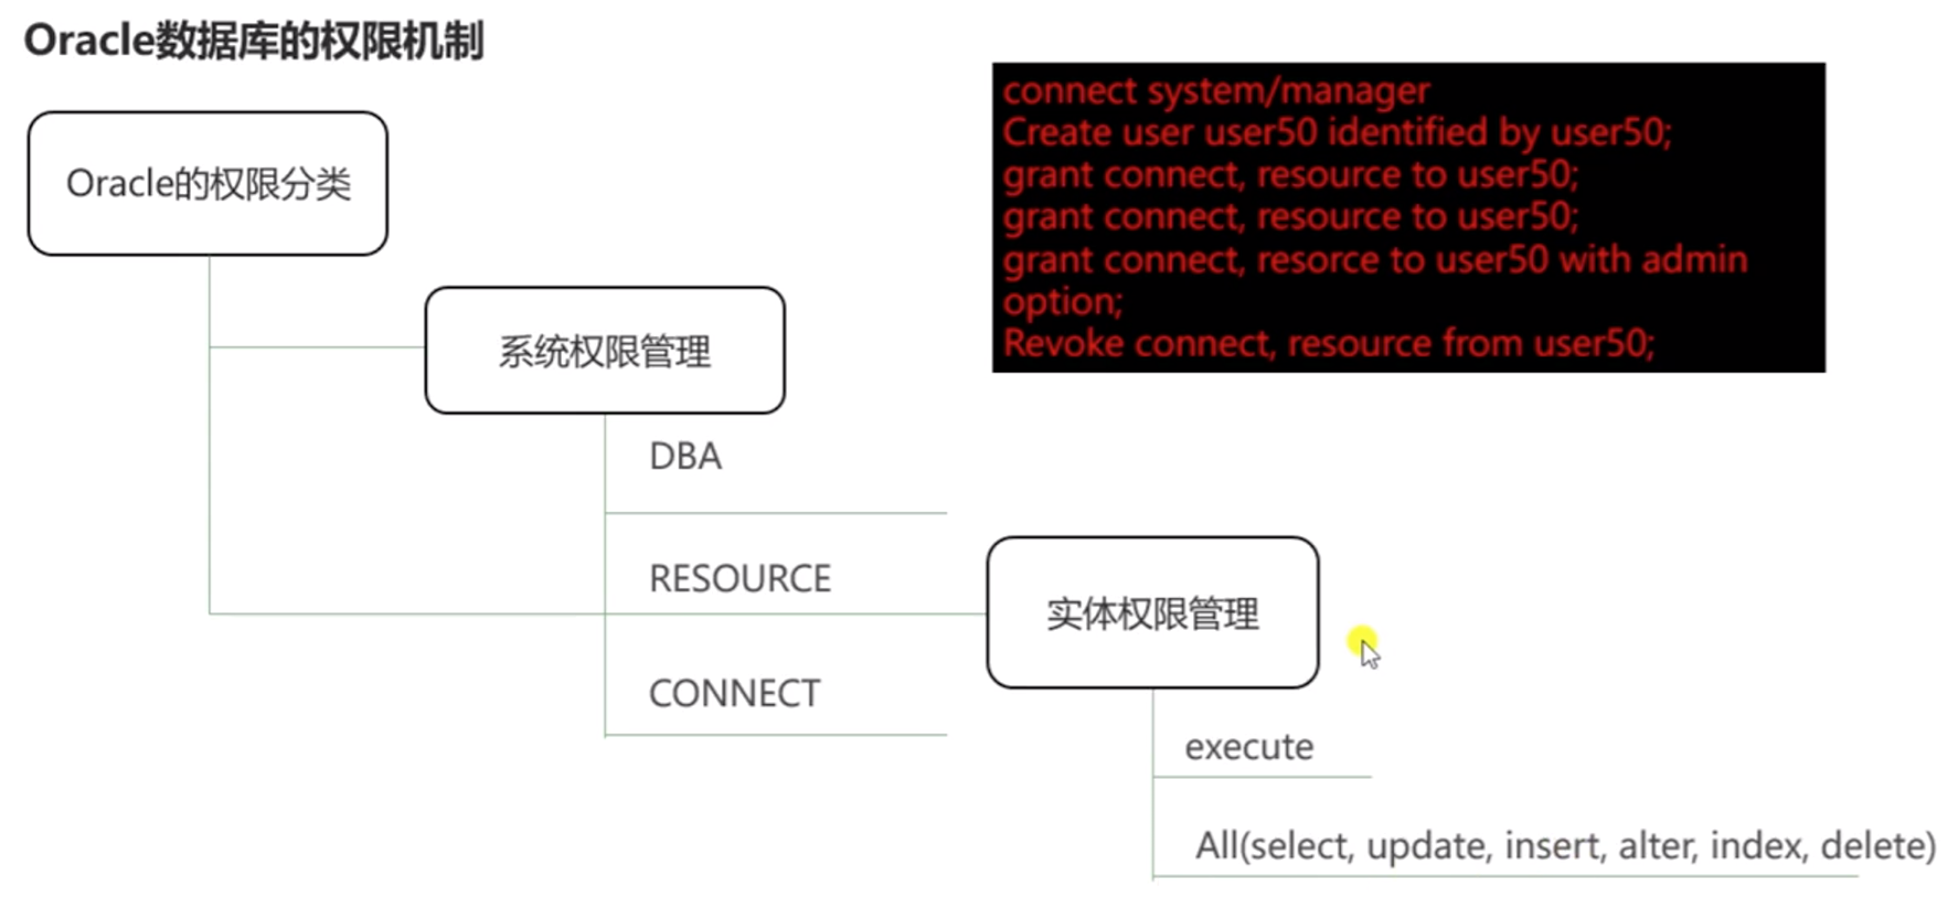 Oracle数据库的权限机制
connect system/manager
Create user user50 identified by user50;
grant connect, resource to user50;
grant connect, resource to user50;
grant connect, resorce to user50 with admin
option;
Revoke connect, resource from user50;
Oracle的权限分类
系统权限管理
DBA
RESOURCE
CONNECT
实体权限管理
execute
All(select, update, insert, alter, index, delete)